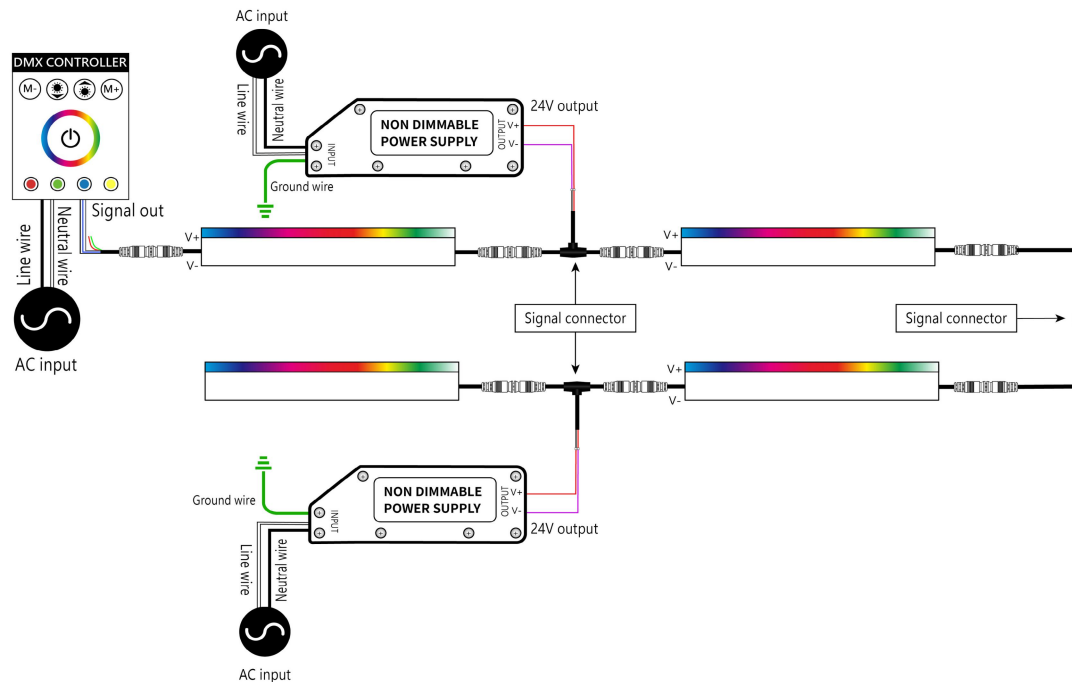 AC input
DMX CONTROLLER
M-
M+
Line wire
Neutral wire
NON DIMMABLE
POWER SUPPLY
INPUT
OUTPUT
V+
V-
24V output
Ground wire
Signal out
Line wire
Neutral wire
AC input
V+
V-
V+
V-
Signal connector
Signal connector
V+
V-
Ground wire
NON DIMMABLE
POWER SUPPLY
INPUT
OUTPUT
V+
V-
24V output
Line wire
Neutral wire
AC input